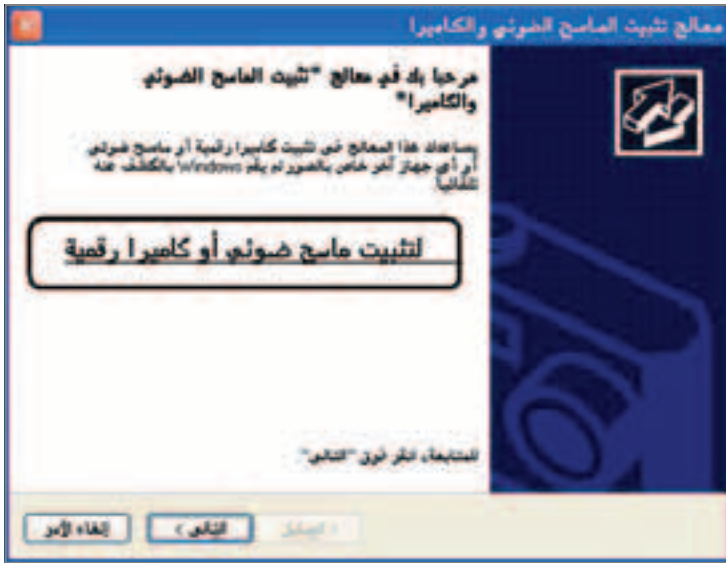 معالج تثبيت الماسح الضوئي والكاميرا
مرحبا بك في معالج "تثبيت الماسح الضوئي
والكاميرا"
يساعدك هذا المعالج في تثبيت كاميرا رقمية أو ماسح ضوئي
أو أي جهاز آخر خاص بالصور لم يقم Windows بالكشف عنه
تلقائيا.
لتثبيت ماسح ضوئي أو كاميرا رقمية
للمتابعة، انقر فوق "التالي"
< السابق
التالي >
إلغاء الأمر